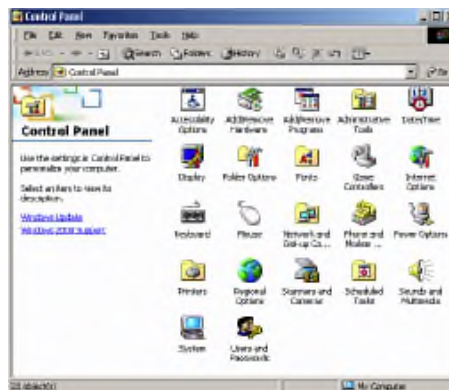 Control Panel
File Edit View Favorites Tools Help
Search Folders History
Address Control Panel
Control Panel
Use the settings in Control Panel to
personalize your computer.
Select an item to view its
description.
Windows Update
Windows 2000 Support
Accessibility
Options
Add/Remove
Hardware
Add/Remove
Programs
Administrative
Tools
Date/Time
Display
Folder Options
Fonts
Game
Controllers
Internet
Options
Keyboard
Mouse
Network and
Dial-up Co...
Phone and
Modem ...
Power Options
Printers
Regional
Options
Scanners and
Cameras
Scheduled
Tasks
Sounds and
Multimedia
System
Users and
Passwords
object(s)
My Computer